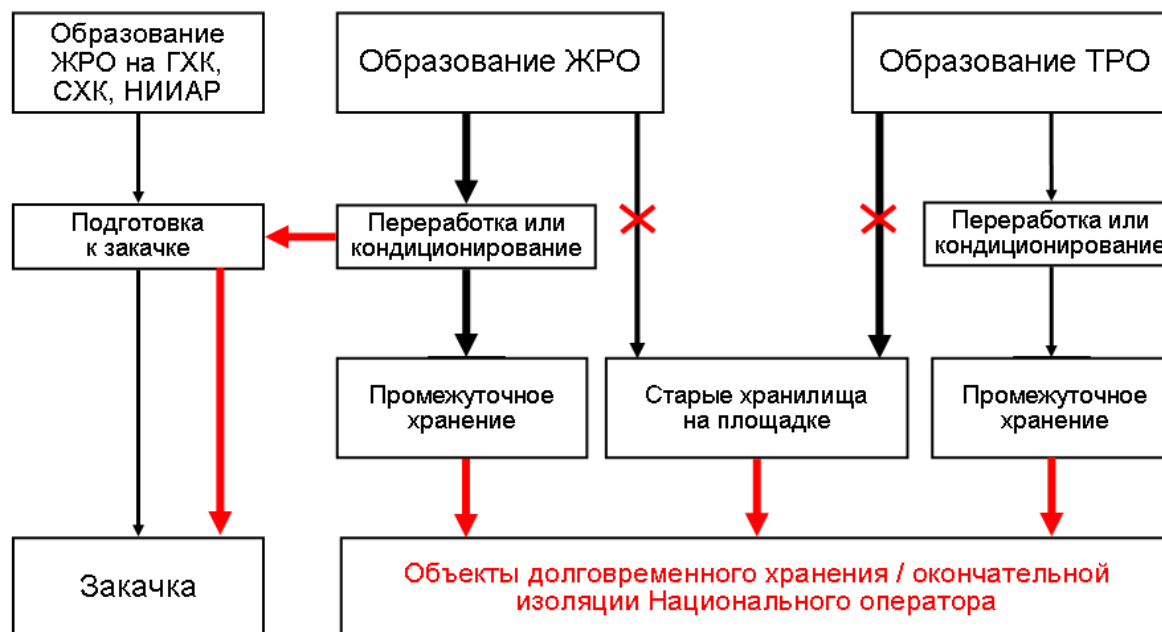 Образование
ЖРО на ГХК,
СХК, НИИАР
Образование ЖРО
Образование ТРО
Подготовка
к закачке
Переработка или
кондиционирование
Переработка или
кондиционирование
Промежуточное
хранение
Старые хранилища
на площадке
Промежуточное
хранение
Закачка
Объекты долговременного хранения / окончательной
изоляции Национального оператора